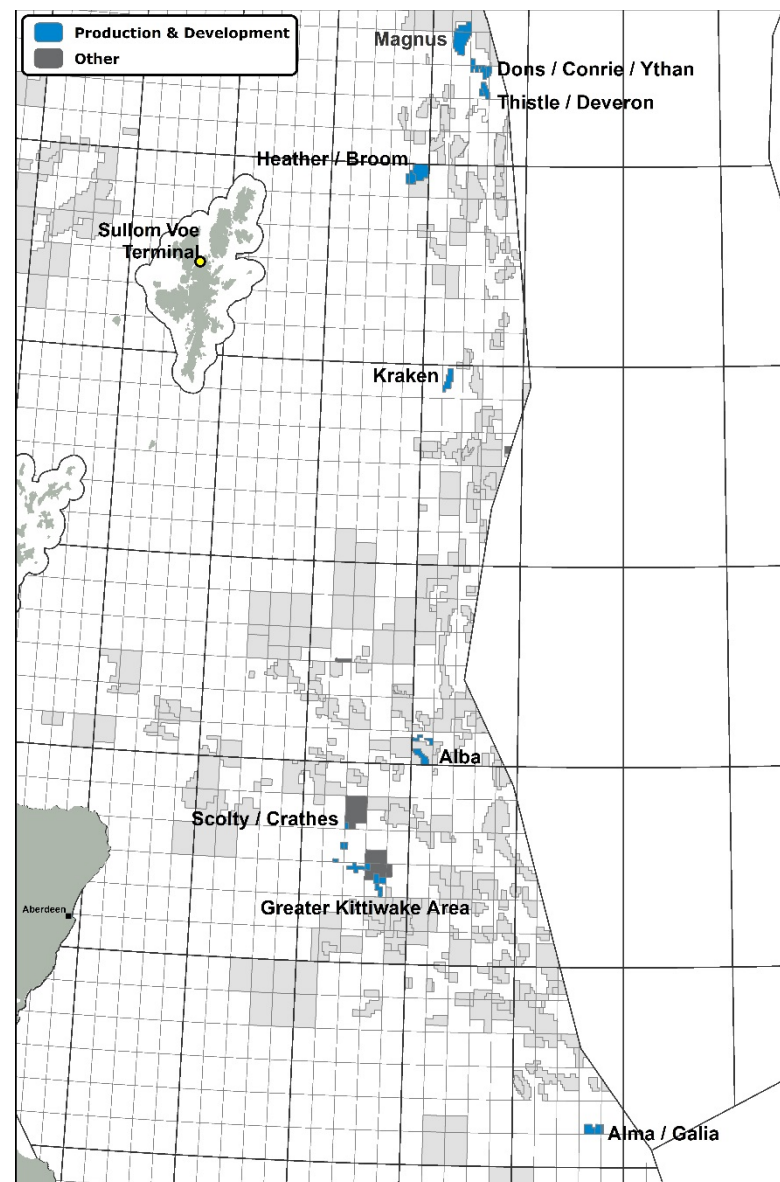 Production & Development
Other
Magnus
Dons / Conrie / Ythan
Thistle / Deveron
Heather / Broom
Sullom Voe
Terminal
Kraken
Alba
Scolty / Crathes
Greater Kittiwake Area
Aberdeen
Alma / Galia